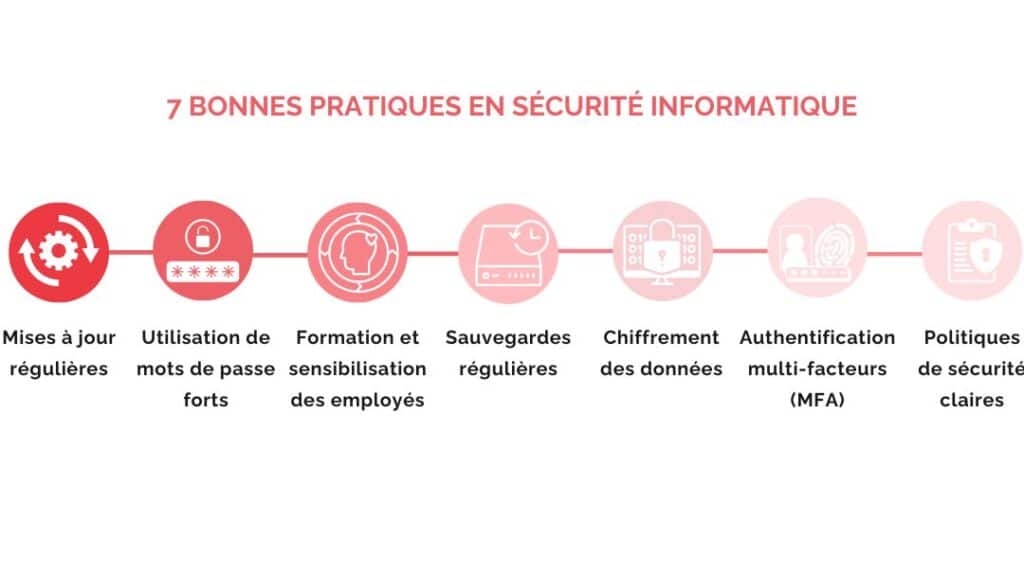 7 BONNES PRATIQUES EN SÉCURITÉ INFORMATIQUE
Mises à jour
régulières
Utilisation de
mots de passe
forts
Formation et
sensibilisation
des employés
Sauvegardes
régulières
Chiffrement
des données
Authentification
multi-facteurs
(MFA)
Politiques
de sécurité
claires